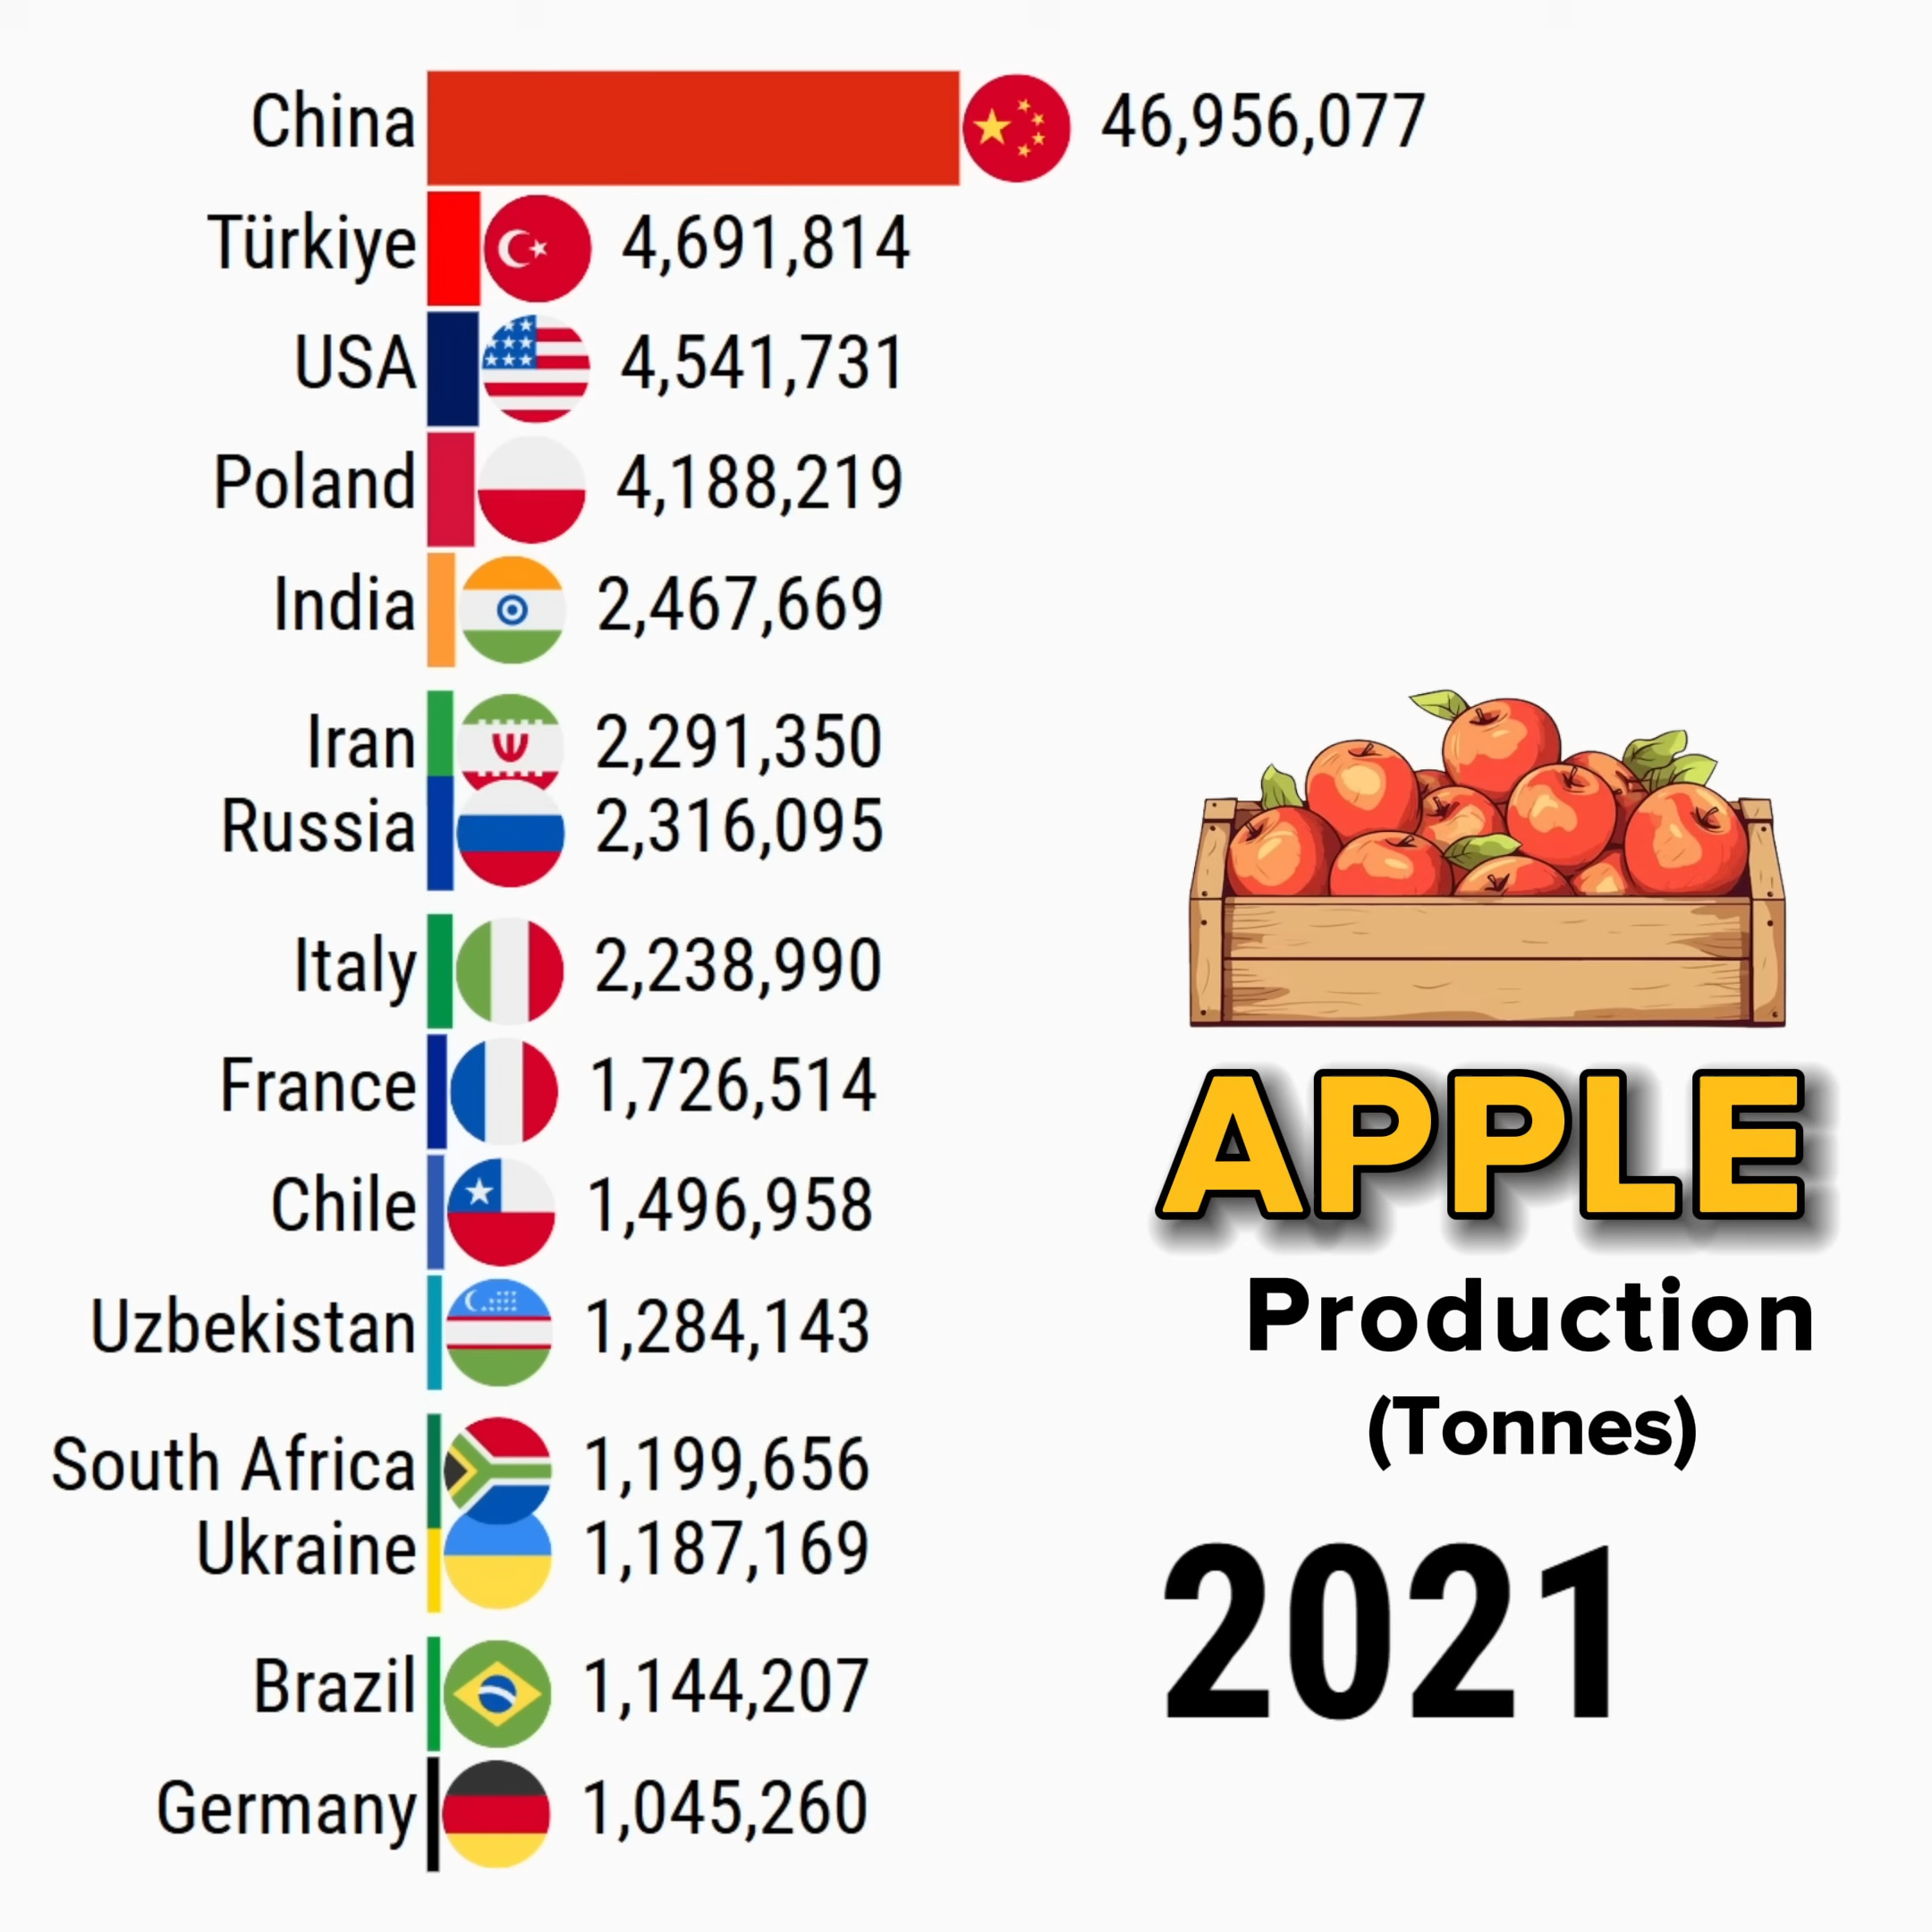 China 46,956,077
Türkiye 4,691,814
USA 4,541,731
Poland 4,188,219
India 2,467,669
Iran 2,291,350
Russia 2,316,095
Italy 2,238,990
France 1,726,514
Chile 1,496,958
Uzbekistan 1,284,143
South Africa 1,199,656
Ukraine 1,187,169
Brazil 1,144,207
Germany 1,045,260
APPLE
Production
(Tonnes)
2021